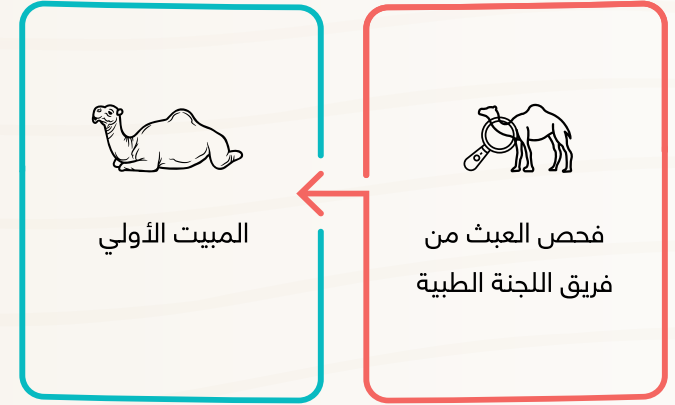 فحص العبث من
فريق اللجنة الطبية
المبيت الأولي